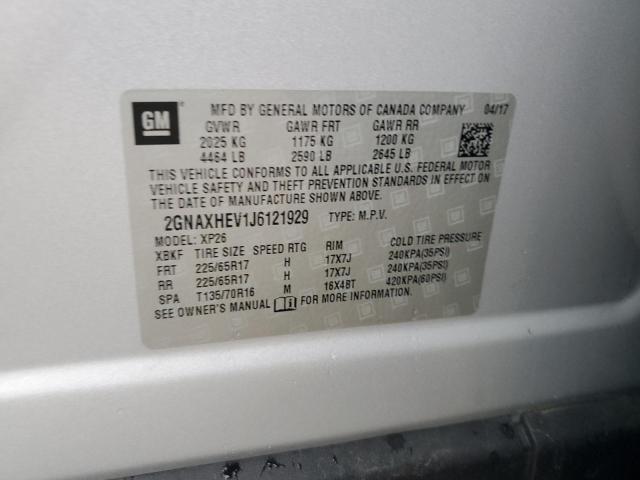 GM
MFD BY GENERAL MOTORS OF CANADA COMPANY 04/17
GVWR GAWR FRT GAWR RR
2025 KG 1175 KG 1200 KG
4464 LB 2590 LB 2645 LB
THIS VEHICLE CONFORMS TO ALL APPLICABLE U.S. FEDERAL MOTOR
VEHICLE SAFETY AND THEFT PREVENTION STANDARDS IN EFFECT ON
THE DATE OF MANUFACTURE SHOWN ABOVE.
2GNAXHEV1J6121929 TYPE: M.P.V.
MODEL: XP26
XBKF TIRE SIZE SPEED RTG RIM COLD TIRE PRESSURE
FRT 225/65R17 H 17X7J 240KPA(35PSI)
RR 225/65R17 H 17X7J 240KPA(35PSI)
SPA T135/70R16 M 16X4BT 420KPA(60PSI)
SEE OWNER'S MANUAL FOR MORE INFORMATION.